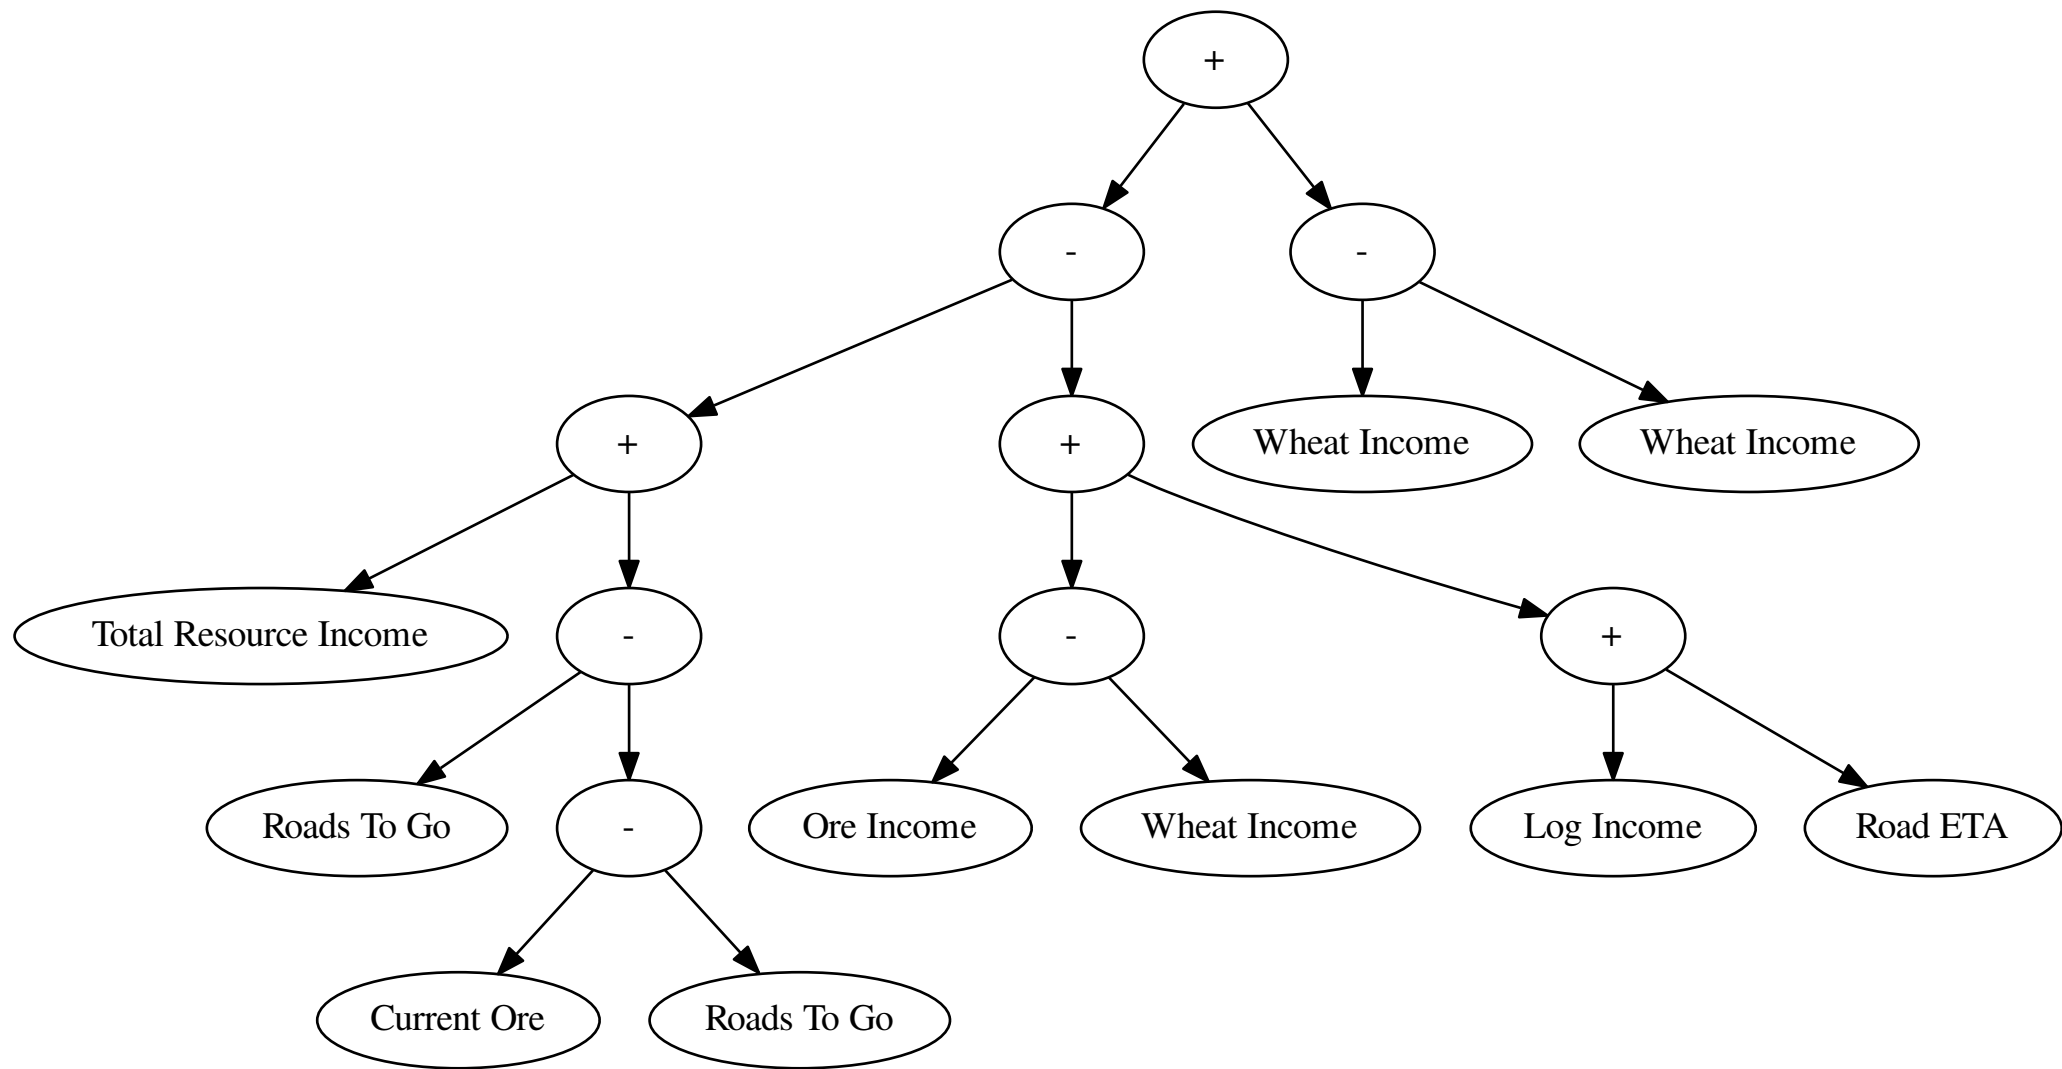 +
-
-
+
+
Wheat Income
Wheat Income
Total Resource Income
-
-
+
Roads To Go
-
Ore Income
Wheat Income
Log Income
Road ETA
Current Ore
Roads To Go